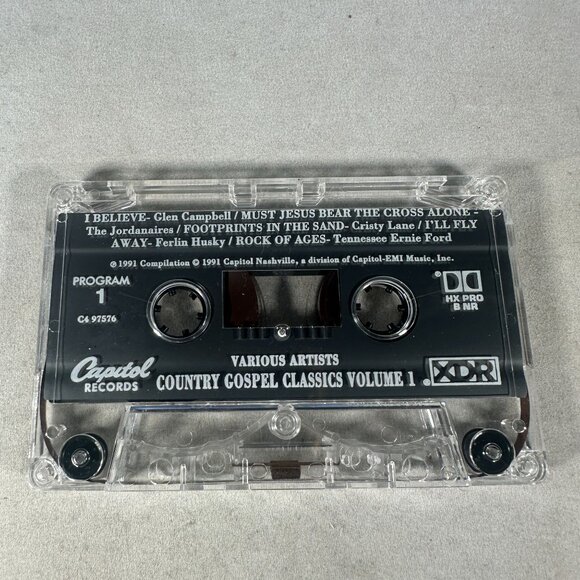 I BELIEVE- Glen Campbell / MUST JESUS BEAR THE CROSS ALONE -
The Jordanaires / FOOTPRINTS IN THE SAND- Cristy Lane / I'LL FLY
AWAY- Ferlin Husky / ROCK OF AGES- Tennessee Ernie Ford
℗ 1991 Compilation © 1991 Capitol Nashville, a division of Capitol-EMI Music, Inc.
PROGRAM
1
C4 97576
HX PRO
B NR
Capitol
RECORDS
VARIOUS ARTISTS
COUNTRY GOSPEL CLASSICS VOLUME 1
XDR